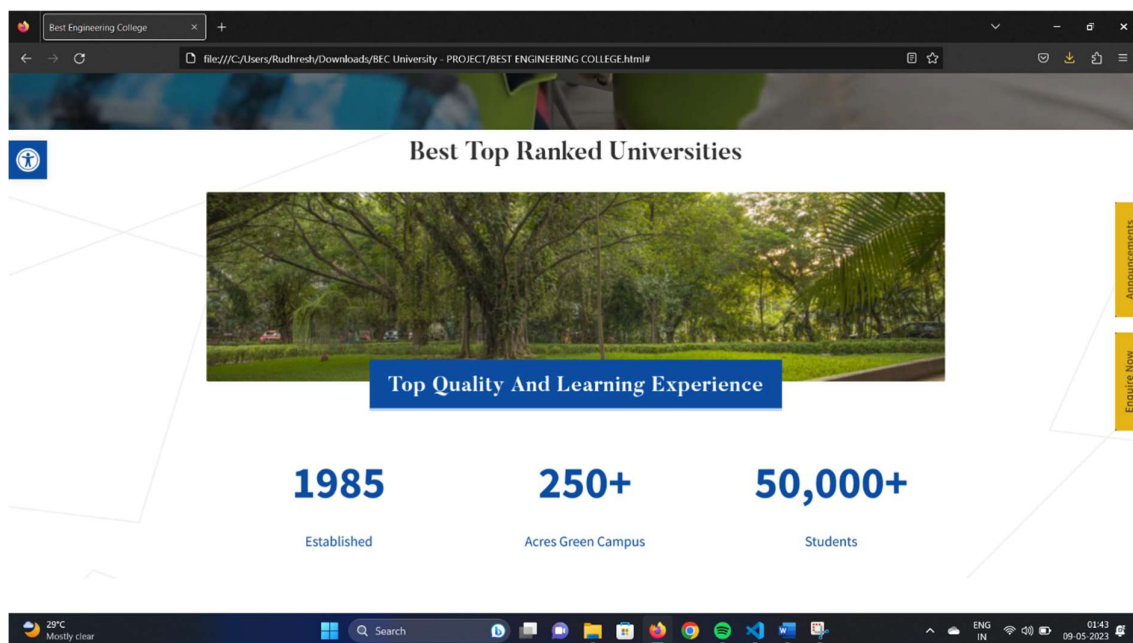 Best Engineering College
file:///C:/Users/Rudhresh/Downloads/BEC University - PROJECT/BEST ENGINEERING COLLEGE.html#
Best Top Ranked Universities
Announcements
Top Quality And Learning Experience
Enquire Now
1985
250+
50,000+
Established
Acres Green Campus
Students
29°C
Mostly clear
Search
ENG
IN
01:43
09-05-2023